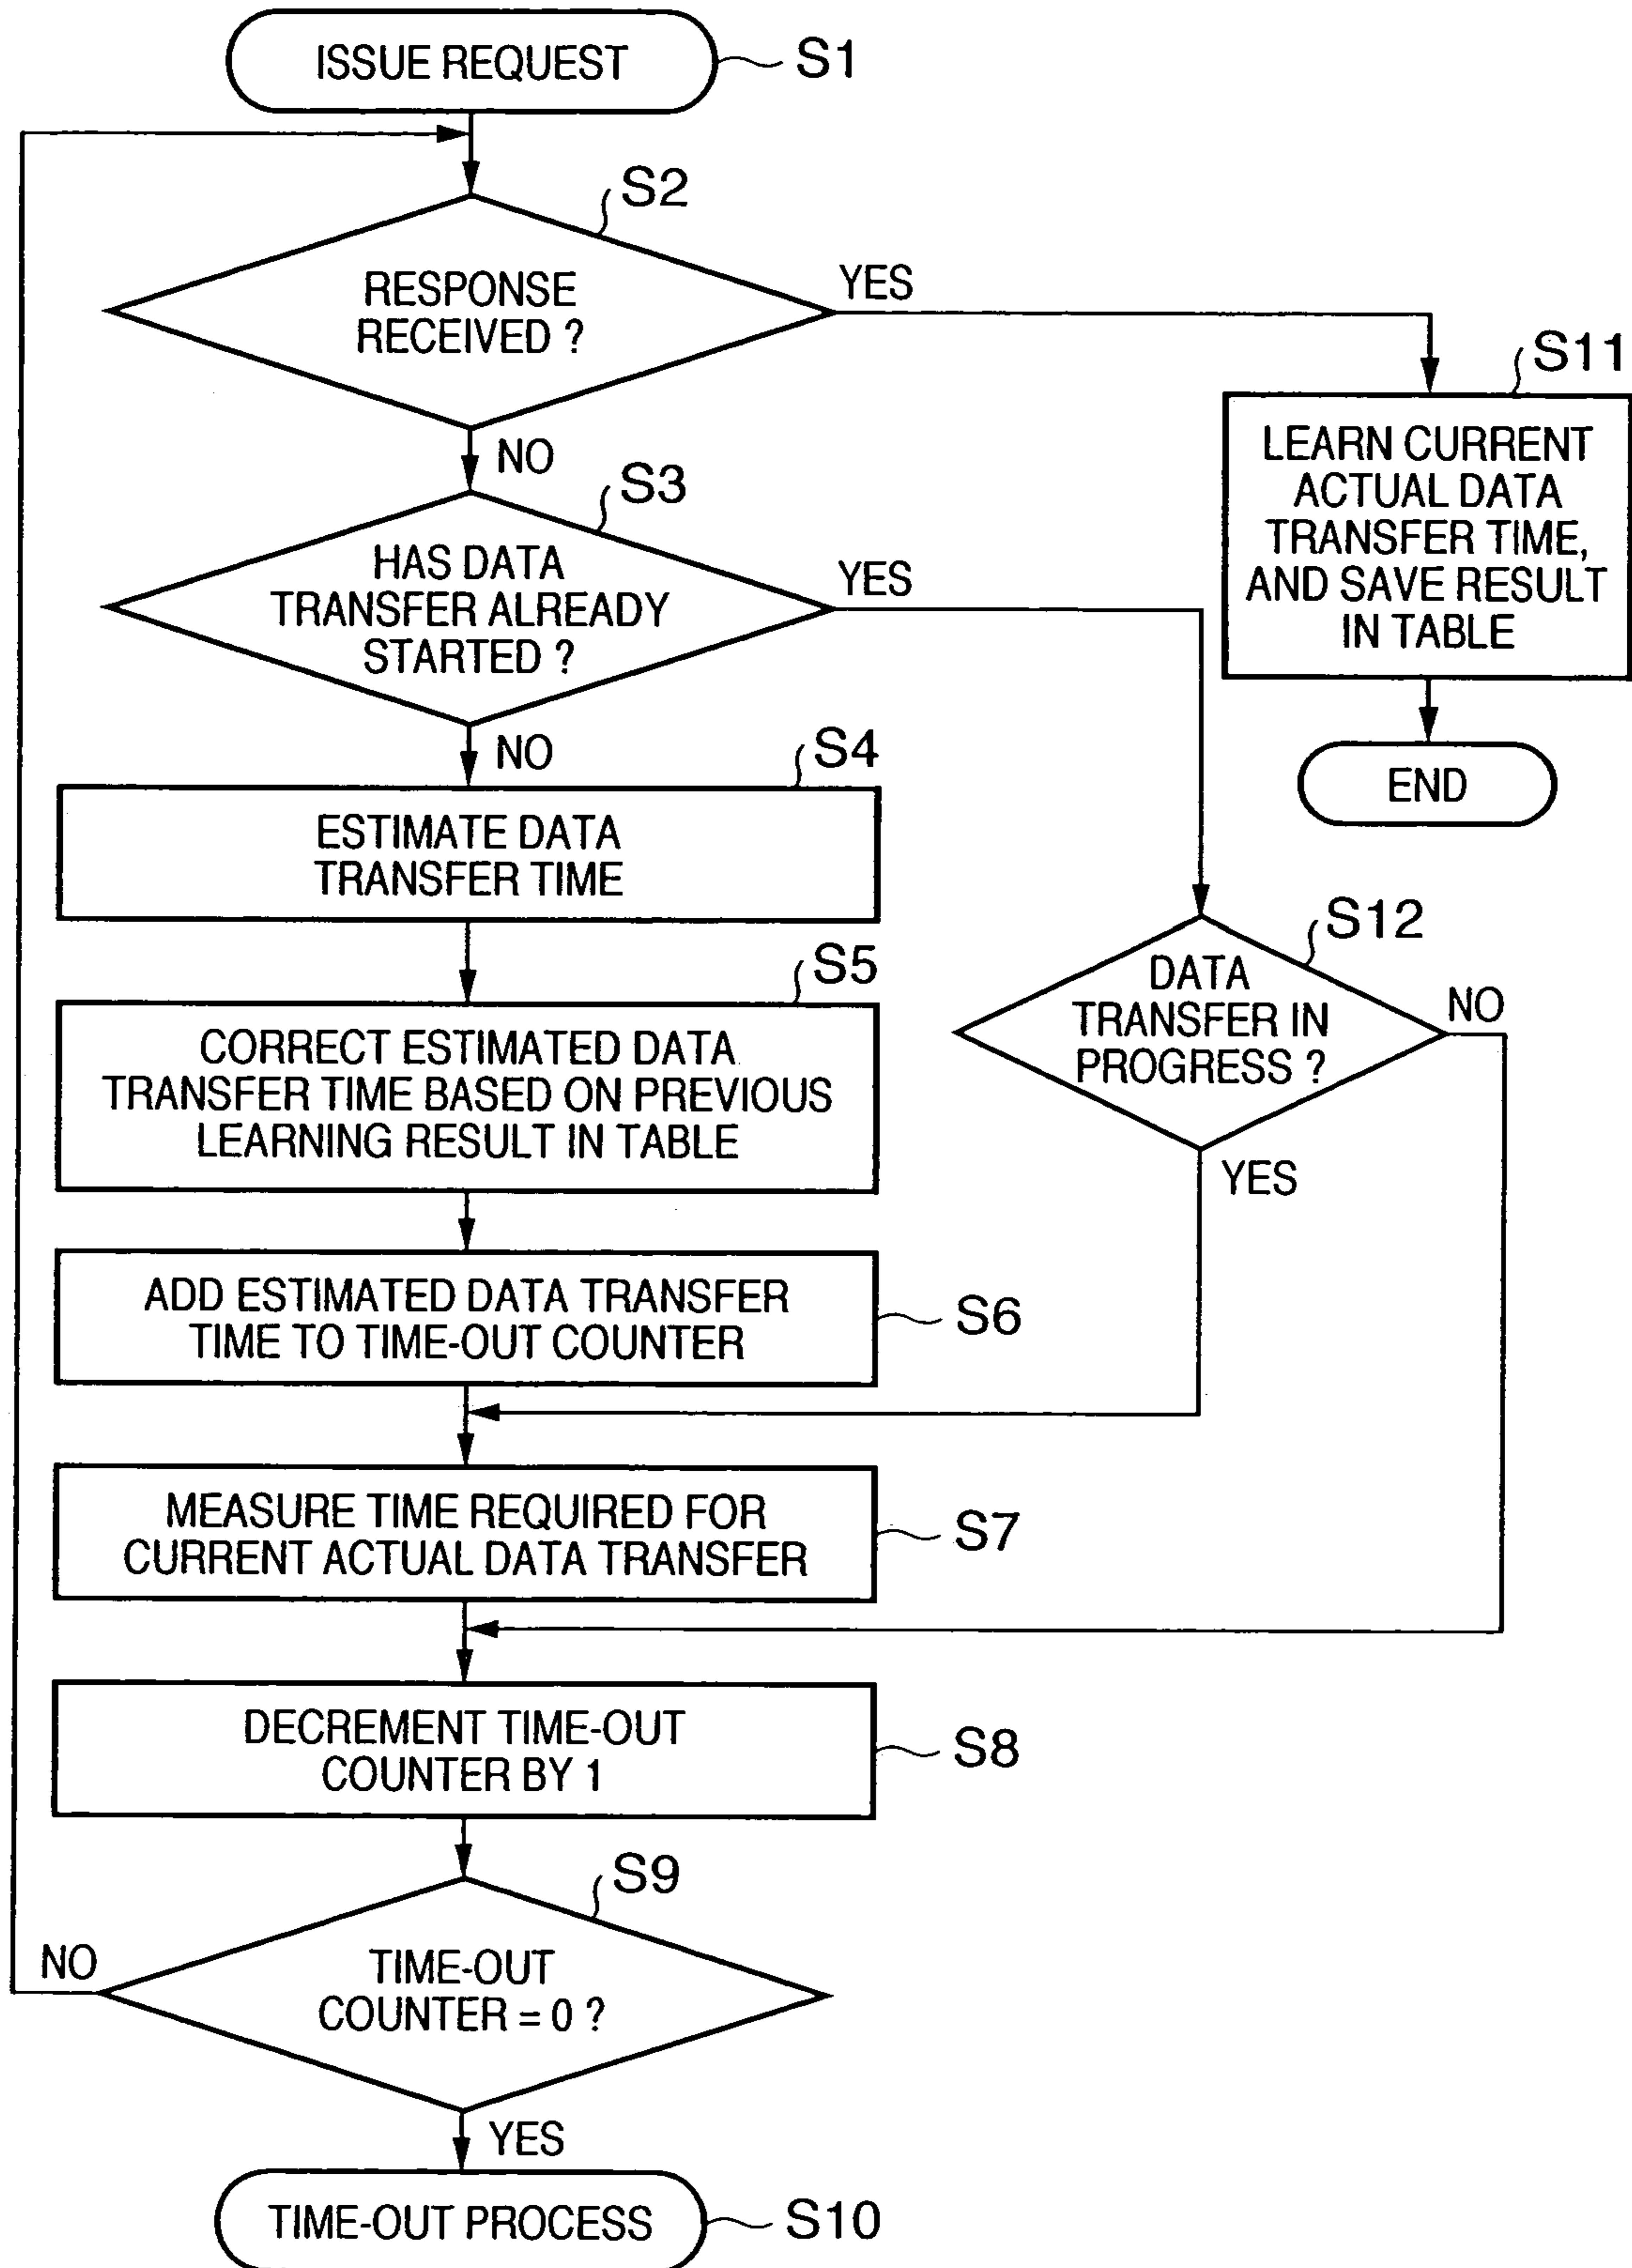 ISSUE REQUEST
S1
S2
RESPONSE
RECEIVED ?
YES
NO
S11
LEARN CURRENT
ACTUAL DATA
TRANSFER TIME,
AND SAVE RESULT
IN TABLE
END
S3
HAS DATA
TRANSFER ALREADY
STARTED ?
YES
NO
S4
ESTIMATE DATA
TRANSFER TIME
S12
DATA
TRANSFER IN
PROGRESS ?
NO
YES
S5
CORRECT ESTIMATED DATA
TRANSFER TIME BASED ON PREVIOUS
LEARNING RESULT IN TABLE
ADD ESTIMATED DATA TRANSFER
TIME TO TIME-OUT COUNTER
S6
MEASURE TIME REQUIRED FOR
CURRENT ACTUAL DATA TRANSFER
S7
DECREMENT TIME-OUT
COUNTER BY 1
S8
S9
TIME-OUT
COUNTER = 0 ?
NO
YES
TIME-OUT PROCESS
S10